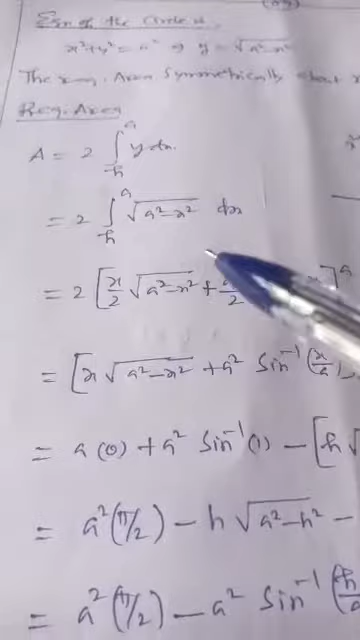 Eqn of the Circle is
x² + y² = a² ⇒ y = √(a² − x²)
The req. Area Symmetrically about
Req. Area
A = 2 ∫ₕᵃ y dx.
= 2 ∫ₕᵃ √(a² − x²) dx
= 2 [x/2 √(a² − x²) +
= [x √(a² − x²) + a² Sin⁻¹(x/a)
= a(0) + a² Sin⁻¹(1) − [h √
= a²(π/2) − h √(a² − h²) −
= a²(π/2) − a² Sin⁻¹(h/a